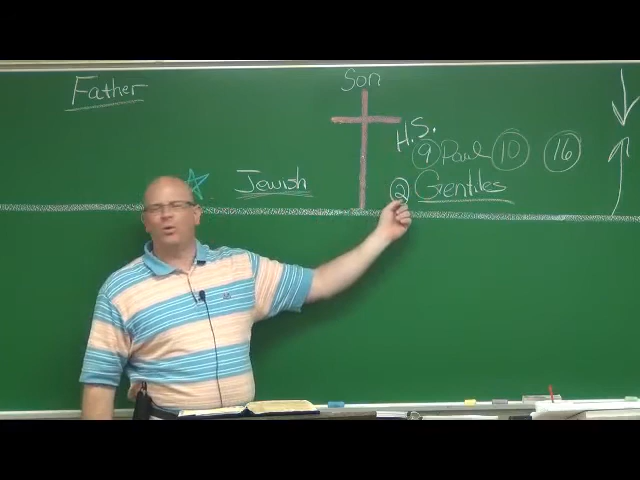 Father
Son
H.S.
9 Paul 10 16
Jewish
2 Gentiles